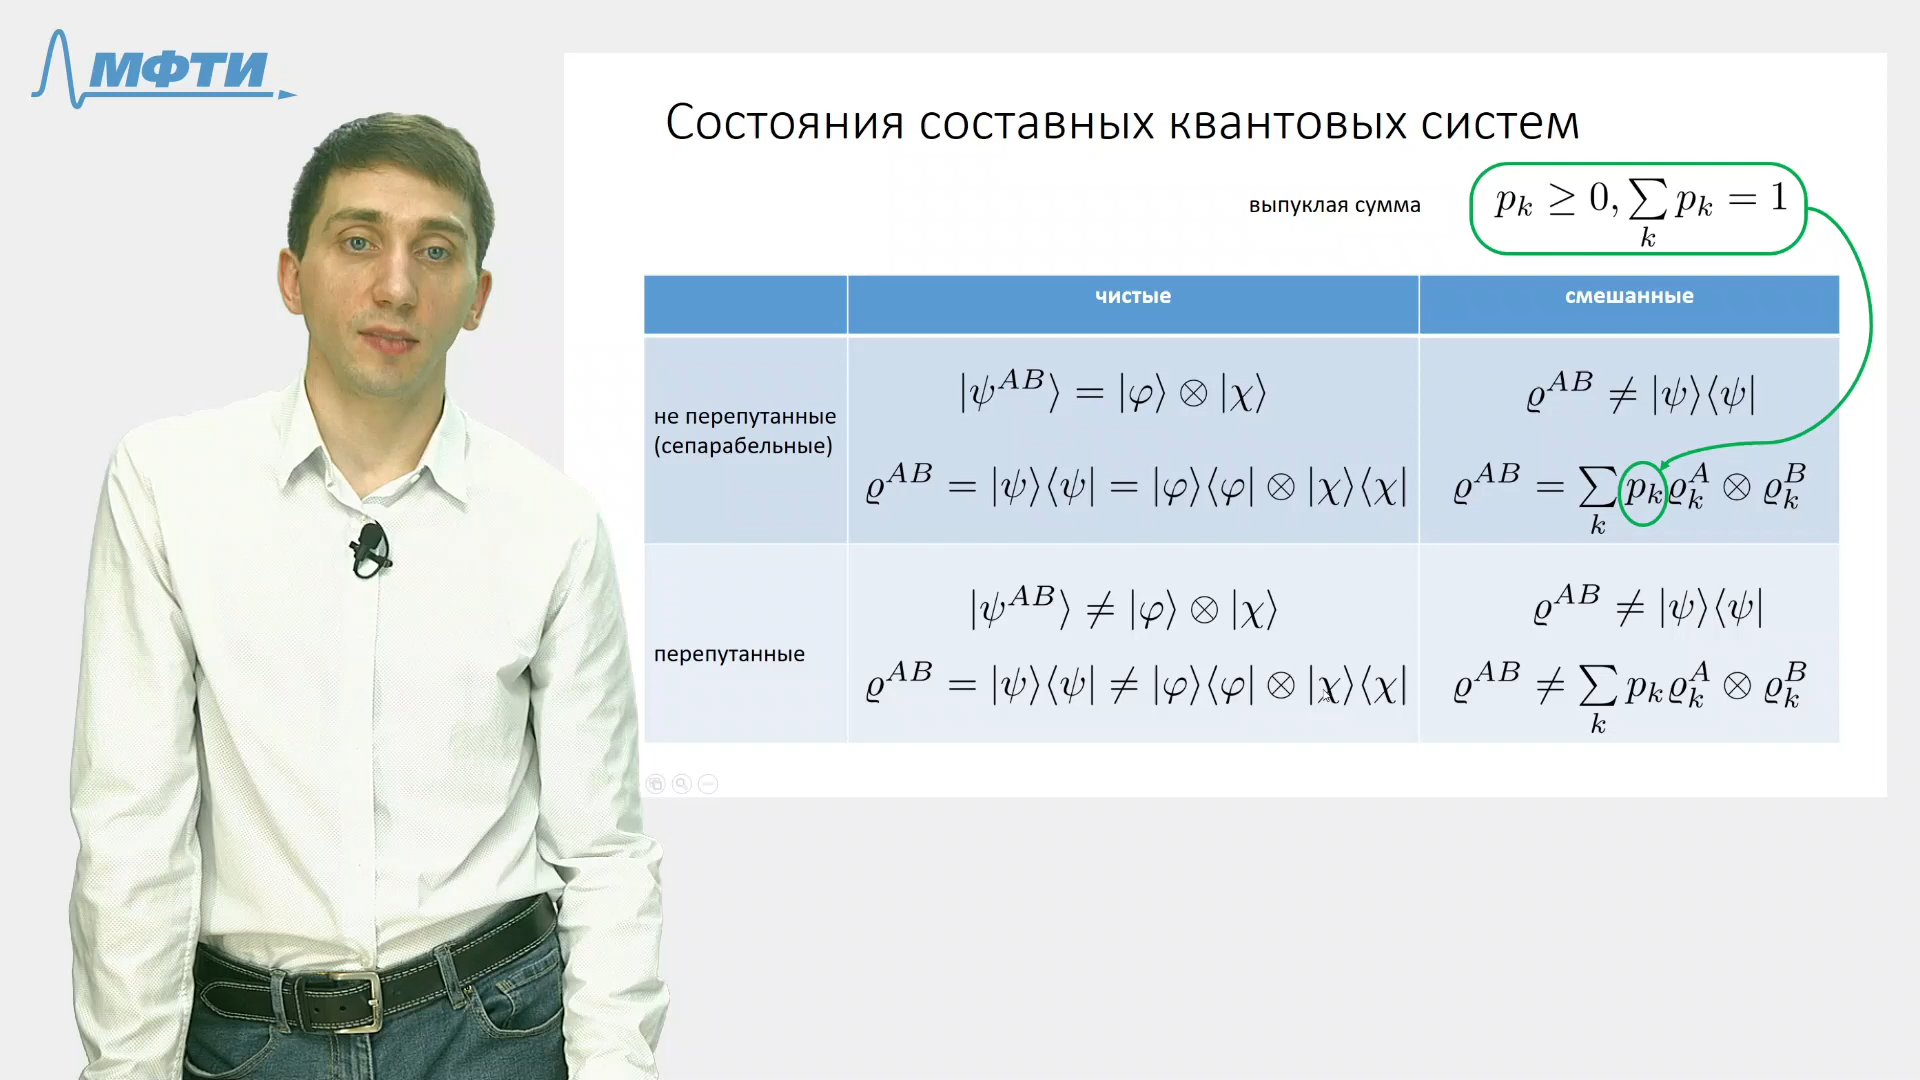 МФТИ
Состояния составных квантовых систем
выпуклая сумма
p_k ≥ 0, ∑_k p_k = 1
чистые
смешанные
не перепутанные
(сепарабельные)
|ψ^{AB}⟩ = |φ⟩ ⊗ |χ⟩
ϱ^{AB} = |ψ⟩⟨ψ| = |φ⟩⟨φ| ⊗ |χ⟩⟨χ|
ϱ^{AB} ≠ |ψ⟩⟨ψ|
ϱ^{AB} = ∑_k p_k ϱ_k^A ⊗ ϱ_k^B
перепутанные
|ψ^{AB}⟩ ≠ |φ⟩ ⊗ |χ⟩
ϱ^{AB} = |ψ⟩⟨ψ| ≠ |φ⟩⟨φ| ⊗ |χ⟩⟨χ|
ϱ^{AB} ≠ |ψ⟩⟨ψ|
ϱ^{AB} ≠ ∑_k p_k ϱ_k^A ⊗ ϱ_k^B